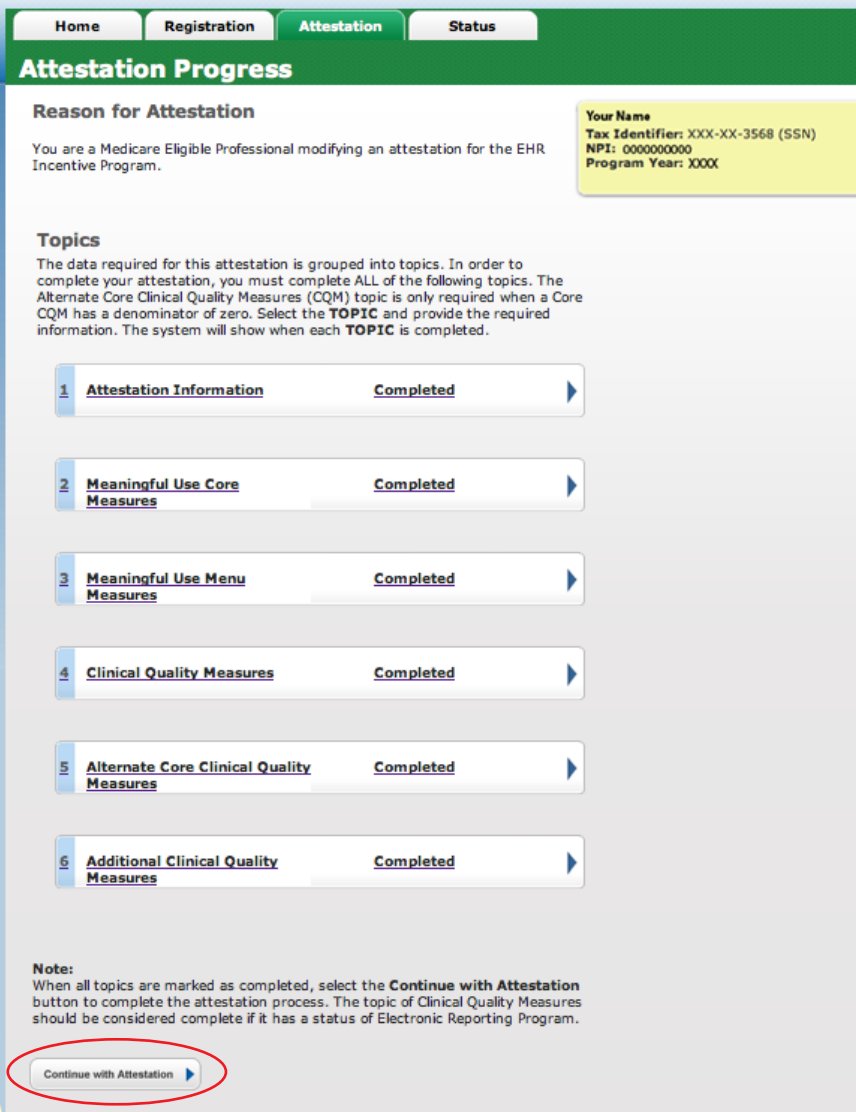 Home Registration Attestation Status
Attestation Progress
Reason for Attestation
You are a Medicare Eligible Professional modifying an attestation for the EHR
Incentive Program.
Your Name
Tax Identifier: XXX-XX-3568 (SSN)
NPI: 0000000000
Program Year: XXXX
Topics
The data required for this attestation is grouped into topics. In order to
complete your attestation, you must complete ALL of the following topics. The
Alternate Core Clinical Quality Measures (CQM) topic is only required when a Core
CQM has a denominator of zero. Select the TOPIC and provide the required
information. The system will show when each TOPIC is completed.
1 Attestation Information Completed
2 Meaningful Use Core Completed
Measures
3 Meaningful Use Menu Completed
Measures
4 Clinical Quality Measures Completed
5 Alternate Core Clinical Quality Completed
Measures
6 Additional Clinical Quality Completed
Measures
Note:
When all topics are marked as completed, select the Continue with Attestation
button to complete the attestation process. The topic of Clinical Quality Measures
should be considered complete if it has a status of Electronic Reporting Program.
Continue with Attestation